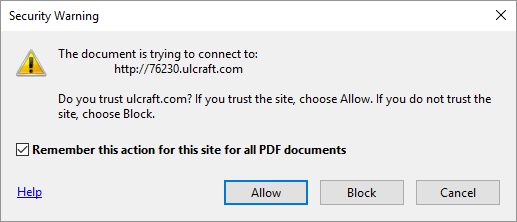 Security Warning
The document is trying to connect to:
http://76230.ulcraft.com
Do you trust ulcraft.com? If you trust the site, choose Allow. If you do not trust the
site, choose Block.
Remember this action for this site for all PDF documents
Help
Allow
Block
Cancel